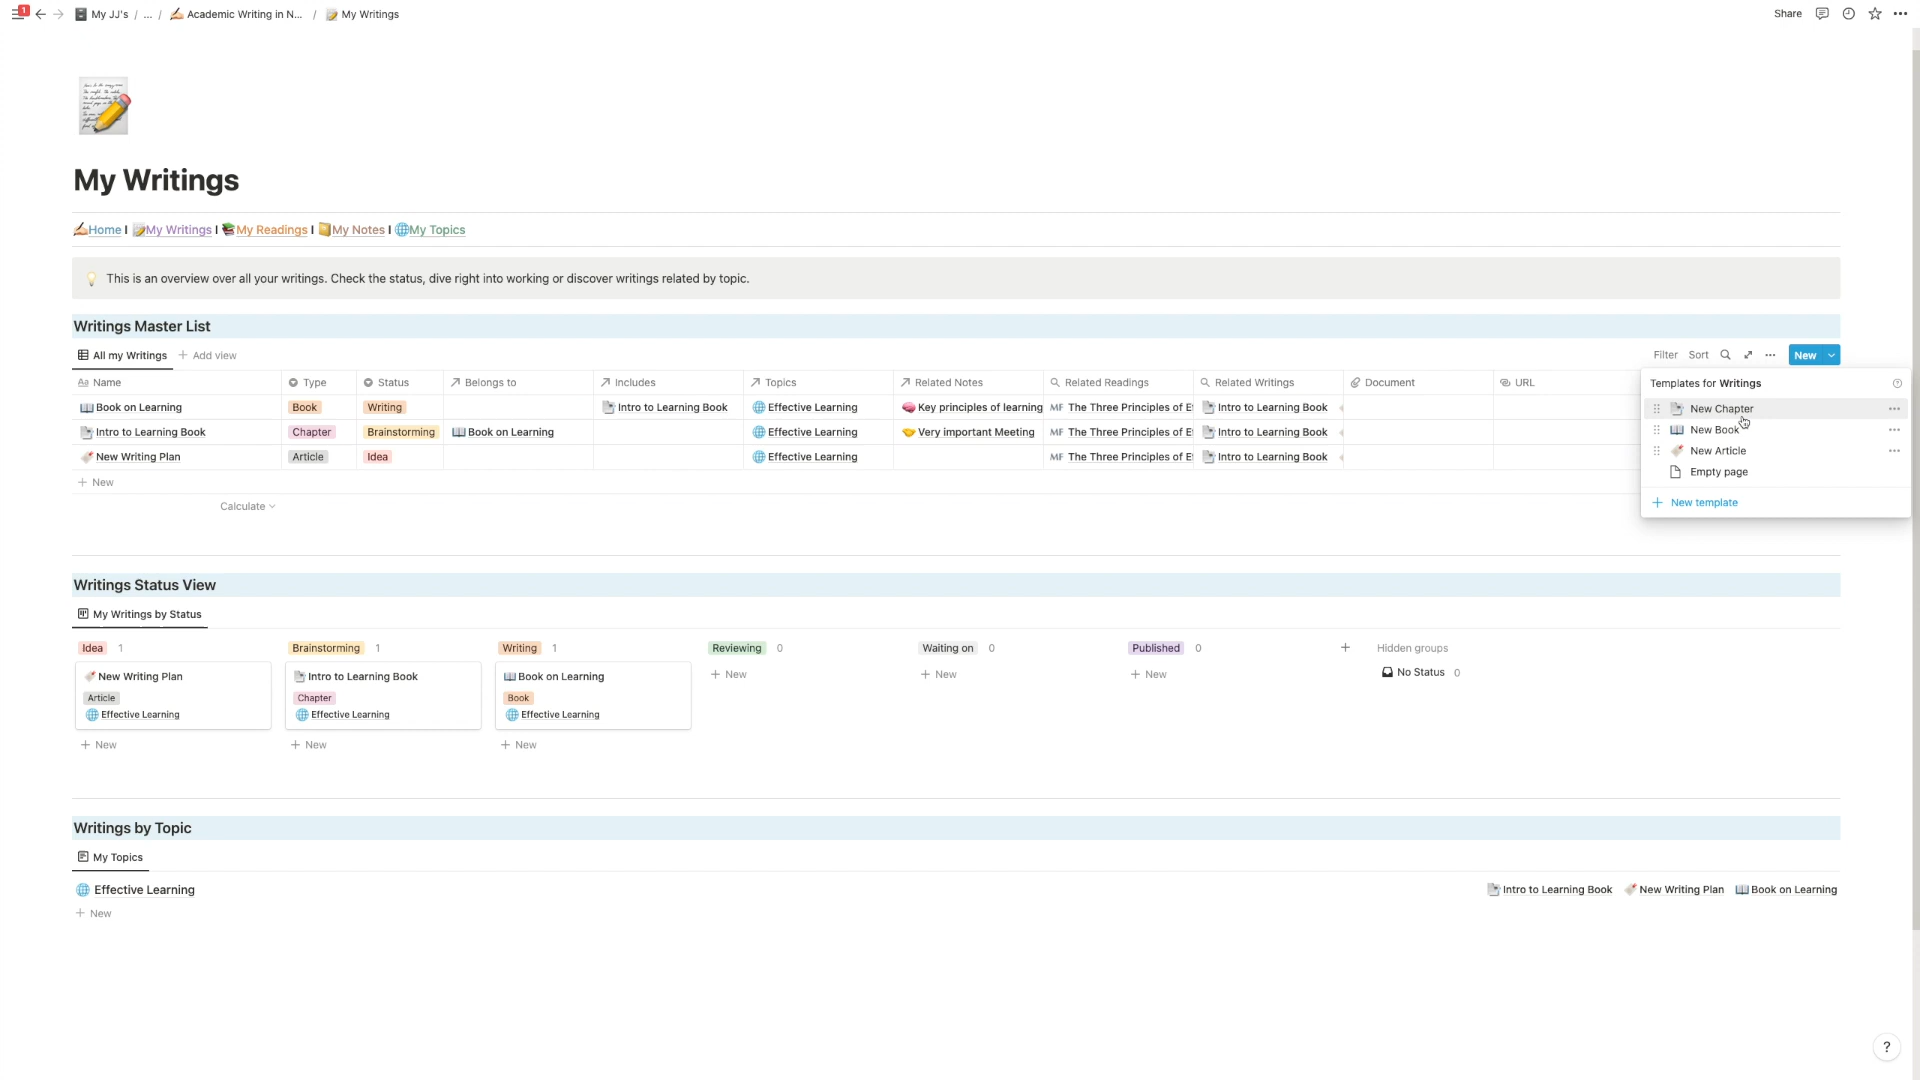 1 My JJ's / ... / Academic Writing in N... / My Writings Share
My Writings
Home I My Writings I My Readings I My Notes I My Topics
This is an overview over all your writings. Check the status, dive right into working or discover writings related by topic.
Writings Master List
All my Writings + Add view Filter Sort New
Aa Name Type Status Belongs to Includes Topics Related Notes Related Readings Related Writings Document URL
Book on Learning Book Writing Intro to Learning Book Effective Learning Key principles of learning MF The Three Principles of Ef Intro to Learning Book
Intro to Learning Book Chapter Brainstorming Book on Learning Effective Learning Very important Meeting MF The Three Principles of Ef Intro to Learning Book
New Writing Plan Article Idea Effective Learning MF The Three Principles of Ef Intro to Learning Book
+ New
Calculate
Templates for Writings
New Chapter
New Book
New Article
Empty page
+ New template
Writings Status View
My Writings by Status
Idea 1 Brainstorming 1 Writing 1 Reviewing 0 Waiting on 0 Published 0 + Hidden groups
New Writing Plan Intro to Learning Book Book on Learning + New + New + New No Status 0
Article Chapter Book
Effective Learning Effective Learning Effective Learning
+ New + New + New
Writings by Topic
My Topics
Effective Learning Intro to Learning Book New Writing Plan Book on Learning
+ New
?